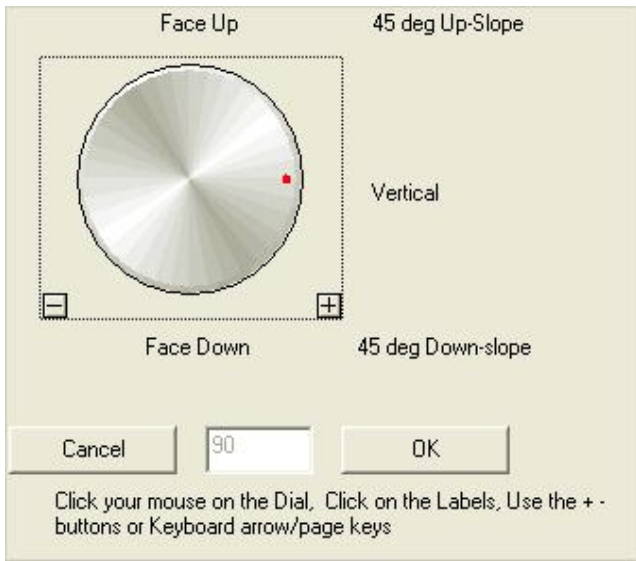 Face Up 45 deg Up-Slope
Vertical
- +
Face Down 45 deg Down-slope
Cancel 90 OK
Click your mouse on the Dial, Click on the Labels, Use the + -
buttons or Keyboard arrow/page keys